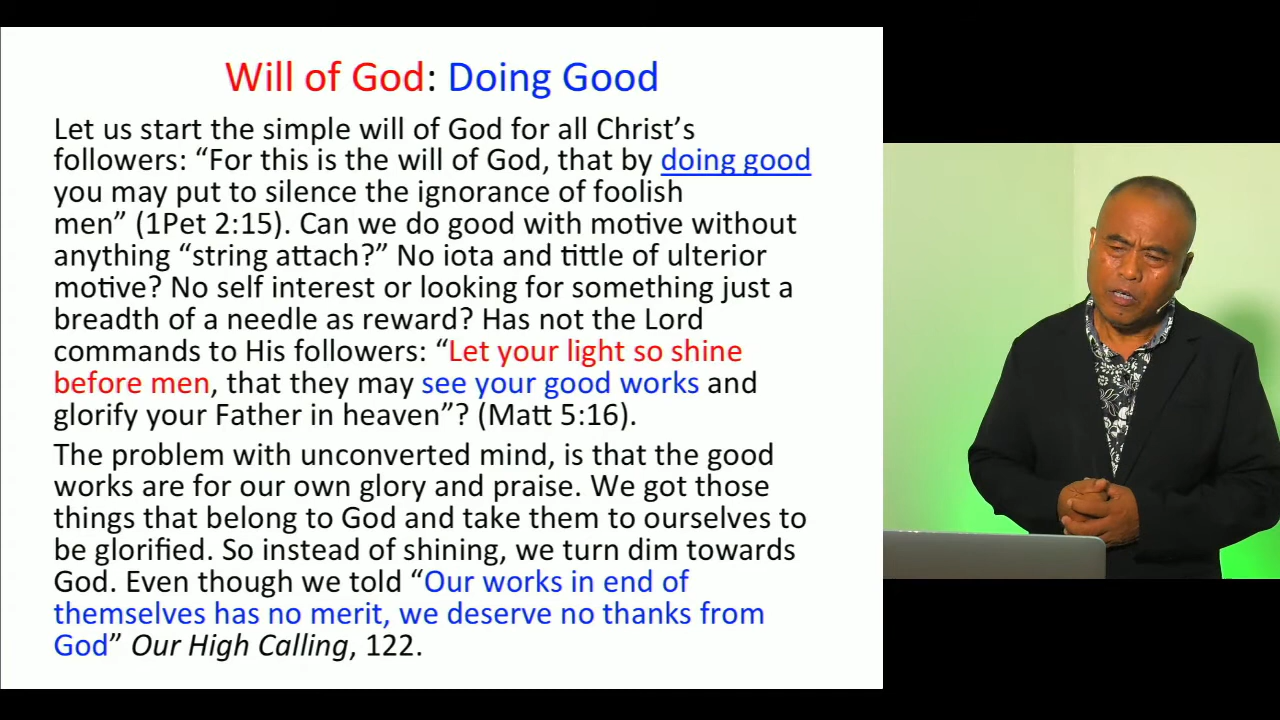 Will of God: Doing Good
Let us start the simple will of God for all Christ’s
followers: “For this is the will of God, that by doing good
you may put to silence the ignorance of foolish
men” (1Pet 2:15). Can we do good with motive without
anything “string attach?” No iota and tittle of ulterior
motive? No self interest or looking for something just a
breadth of a needle as reward? Has not the Lord
commands to His followers: “Let your light so shine
before men, that they may see your good works and
glorify your Father in heaven”? (Matt 5:16).
The problem with unconverted mind, is that the good
works are for our own glory and praise. We got those
things that belong to God and take them to ourselves to
be glorified. So instead of shining, we turn dim towards
God. Even though we told “Our works in end of
themselves has no merit, we deserve no thanks from
God” Our High Calling, 122.